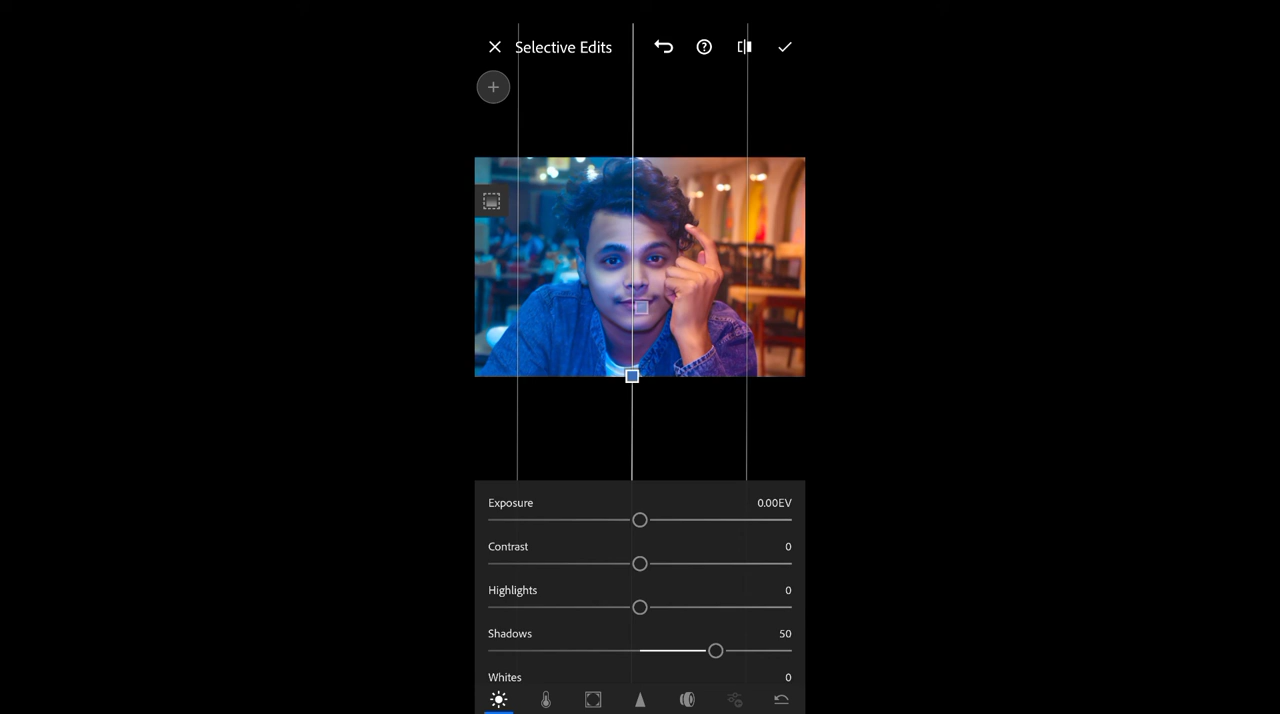 Selective Edits
Exposure 0.00EV
Contrast 0
Highlights 0
Shadows 50
Whites 0